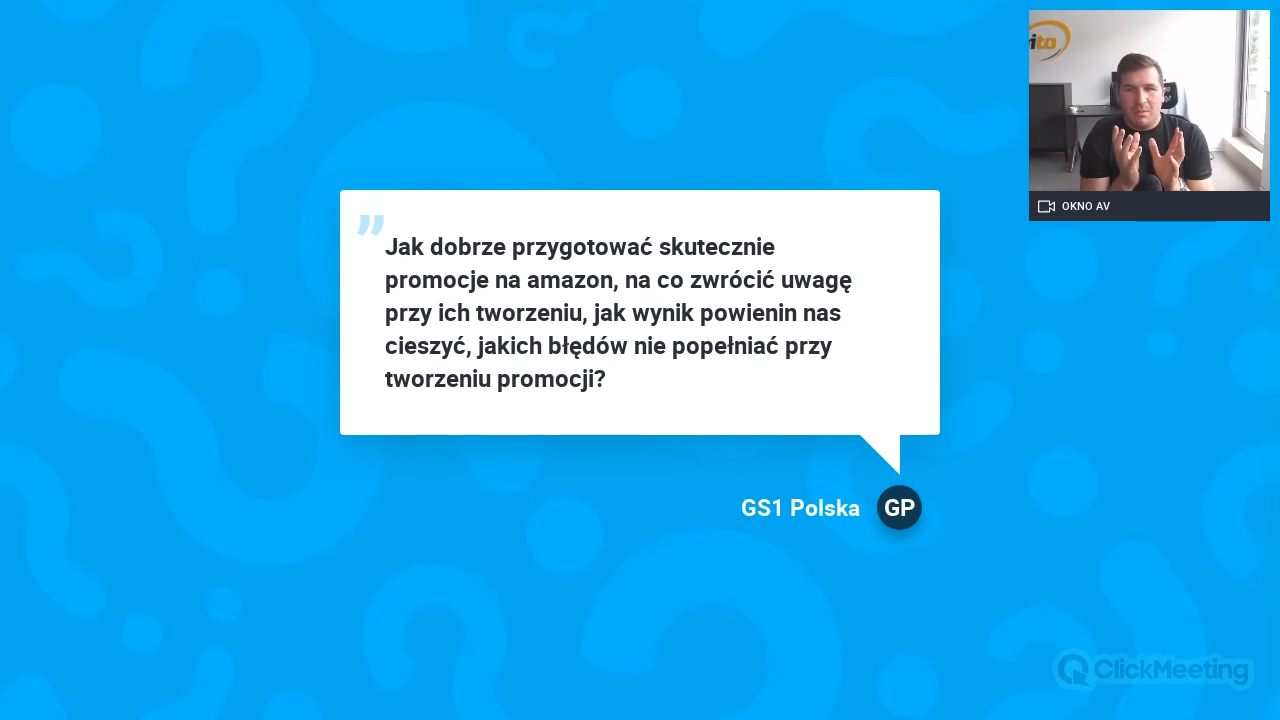 ito
OKNO AV
”
Jak dobrze przygotować skutecznie
promocje na amazon, na co zwrócić uwagę
przy ich tworzeniu, jak wynik powienin nas
cieszyć, jakich błędów nie popełniać przy
tworzeniu promocji?
GS1 Polska
GP
ClickMeeting